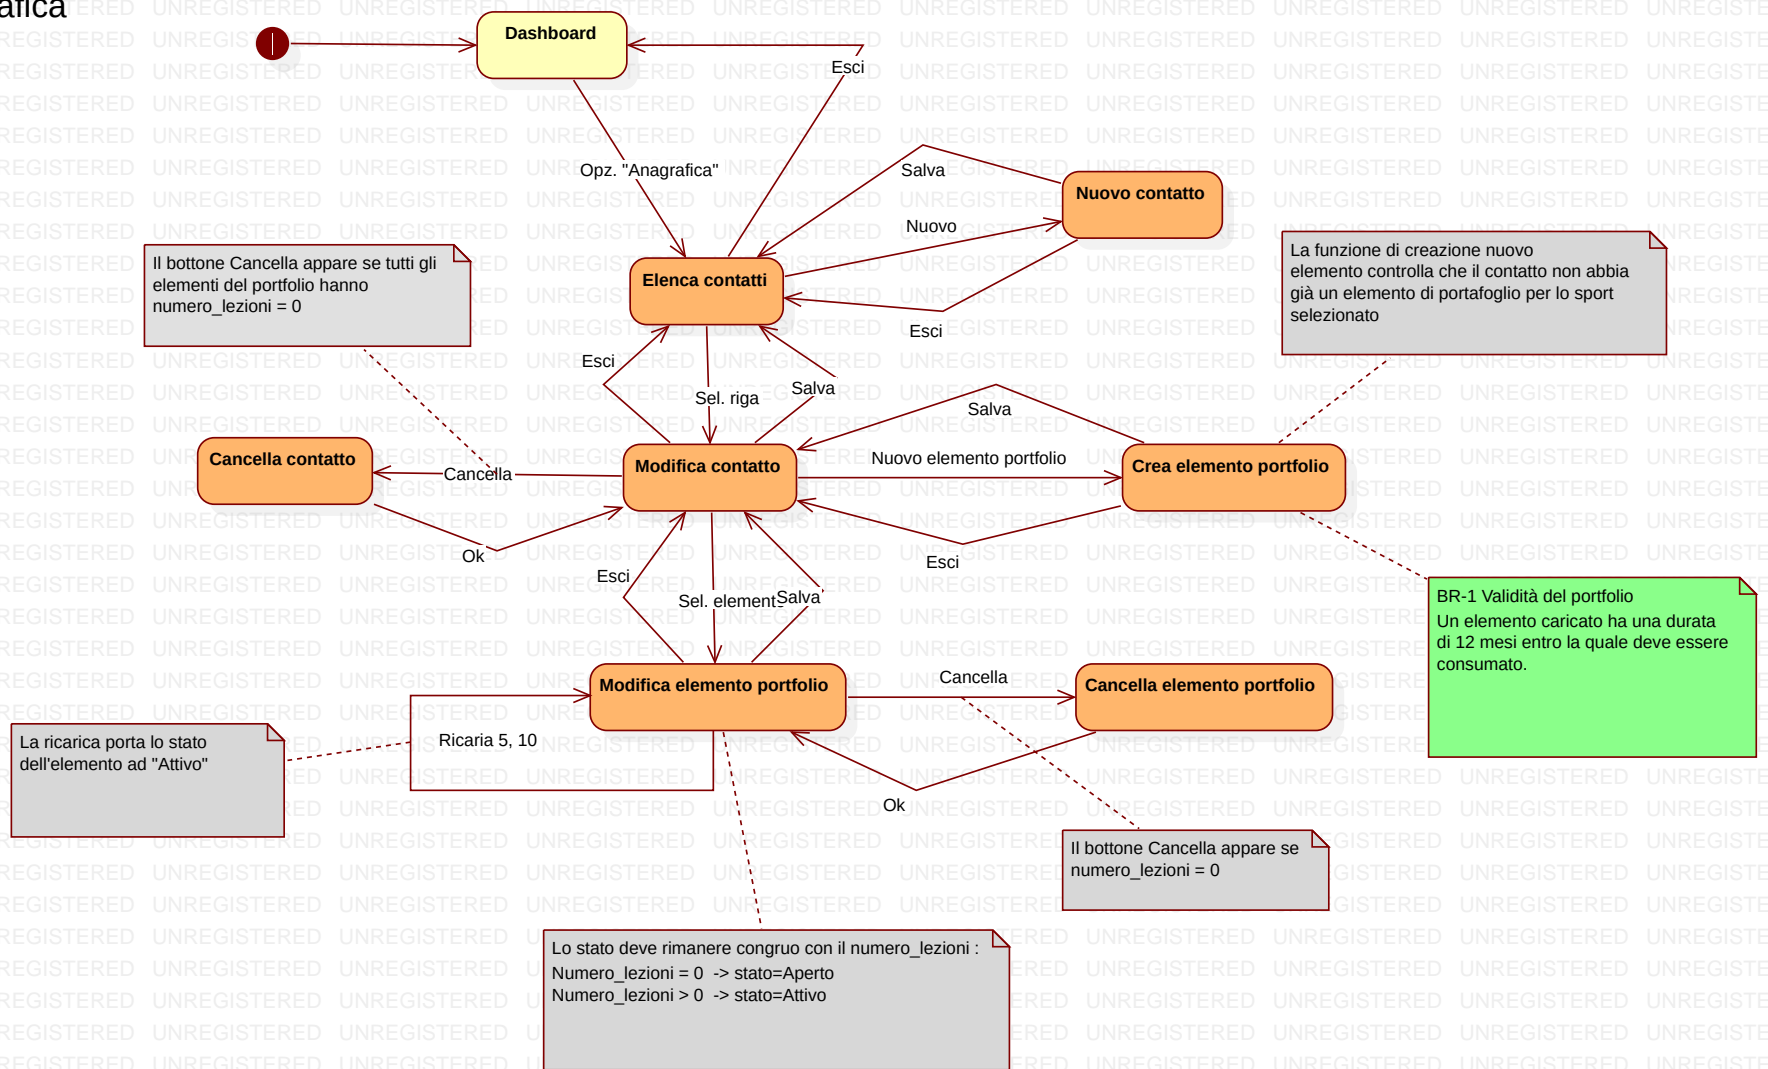 afica
Dashboard
Esci
Opz. "Anagrafica"
Salva
Nuovo contatto
Nuovo
Il bottone Cancella appare se tutti gli
elementi del portfolio hanno
numero_lezioni = 0
La funzione di creazione nuovo
elemento controlla che il contatto non abbia
già un elemento di portafoglio per lo sport
selezionato
Elenca contatti
Esci
Esci
Sel. riga
Salva
Salva
Cancella contatto
Cancella
Modifica contatto
Nuovo elemento portfolio
Crea elemento portfolio
Ok
Esci
Esci
Sel. elemento
Salva
BR-1 Validità del portfolio
Un elemento caricato ha una durata
di 12 mesi entro la quale deve essere
consumato.
Modifica elemento portfolio
Cancella
Cancella elemento portfolio
La ricarica porta lo stato
dell'elemento ad "Attivo"
Ricaria 5, 10
Ok
Il bottone Cancella appare se
numero_lezioni = 0
Lo stato deve rimanere congruo con il numero_lezioni :
Numero_lezioni = 0  -> stato=Aperto
Numero_lezioni > 0  -> stato=Attivo